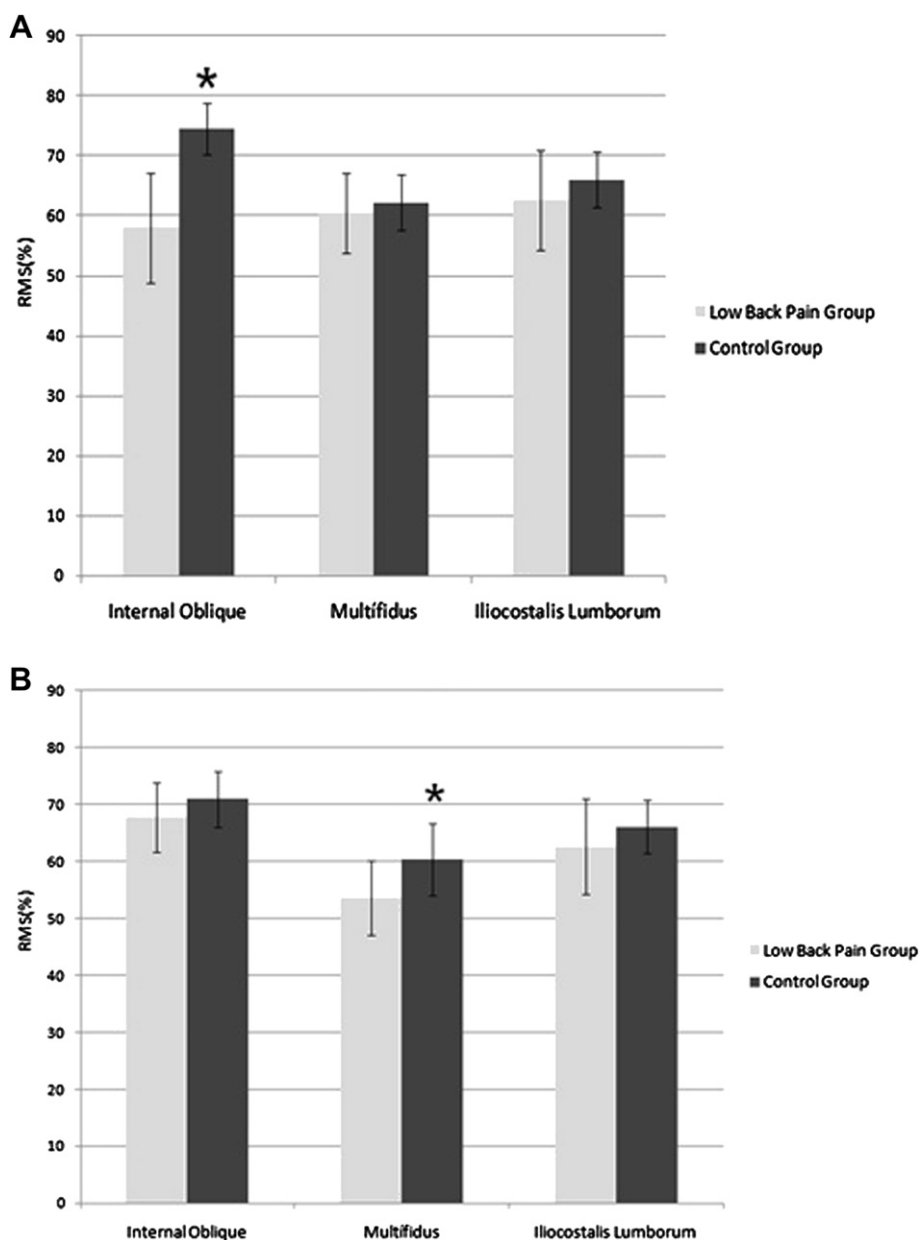 A
90
80
70
60
50
40
30
20
10
0
RMS(%)
*
Internal Oblique
Multífidus
Iliocostalis Lumborum
Low Back Pain Group
Control Group
B
90
80
70
60
50
40
30
20
10
0
RMS(%)
*
Internal Oblique
Multífidus
Iliocostalis Lumborum
Low Back Pain Group
Control Group